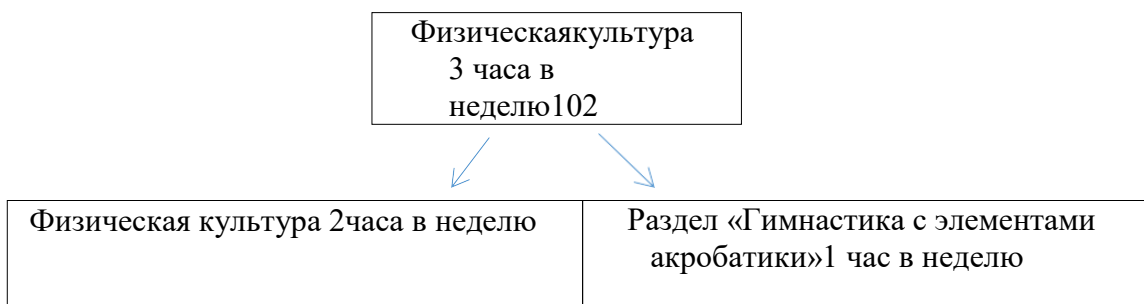 Физическаякультура
3 часа в
неделю102
Физическая культура 2часа в неделю
Раздел «Гимнастика с элементами
акробатики»1 час в неделю